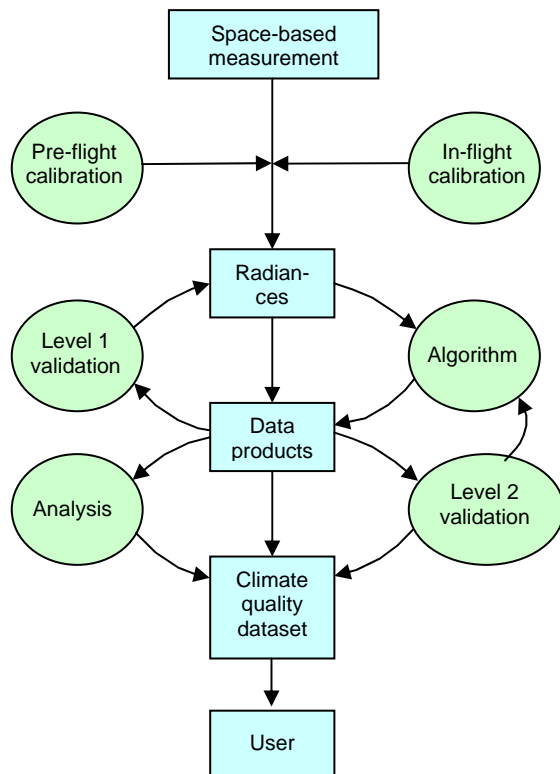 Space-based
measurement
Pre-flight
calibration
In-flight
calibration
Radian-
ces
Level 1
validation
Algorithm
Data
products
Analysis
Level 2
validation
Climate
quality
dataset
User